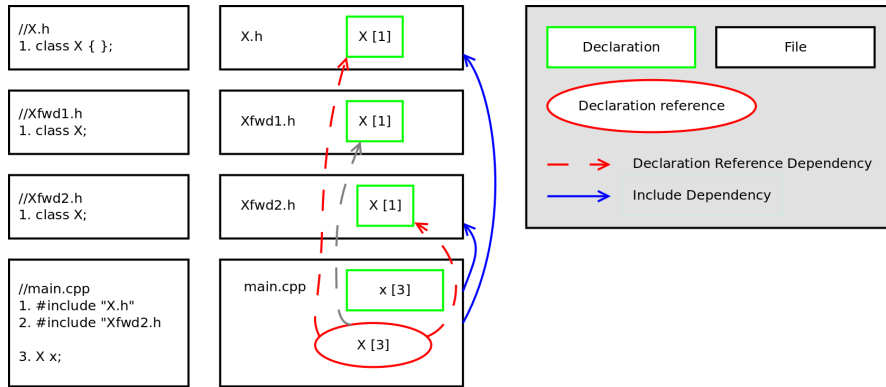 //X.h
1. class X { };
X.h
X [1]
//Xfwd1.h
1. class X;
Xfwd1.h
X [1]
//Xfwd2.h
1. class X;
Xfwd2.h
X [1]
//main.cpp
1. #include "X.h"
2. #include "Xfwd2.h
3. X x;
main.cpp
x [3]
X [3]
Declaration
File
Declaration reference
Declaration Reference Dependency
Include Dependency